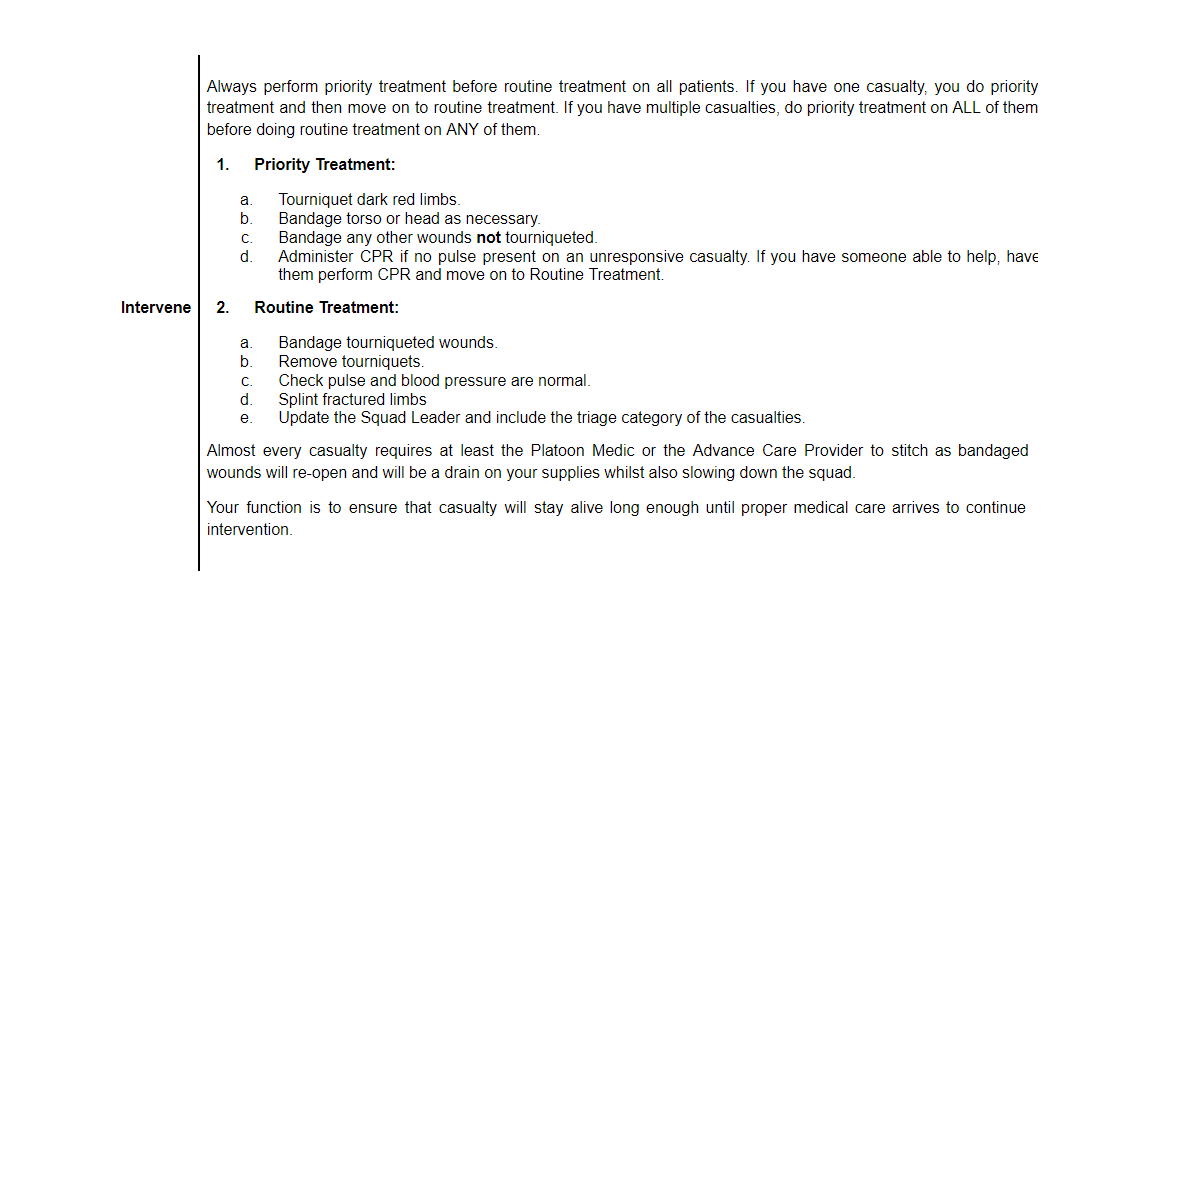 Always perform priority treatment before routine treatment on all patients. If you have one casualty, you do priority
treatment and then move on to routine treatment. If you have multiple casualties, do priority treatment on ALL of them
before doing routine treatment on ANY of them.
1. Priority Treatment:
a. Tourniquet dark red limbs.
b. Bandage torso or head as necessary.
c. Bandage any other wounds not tourniqueted.
d. Administer CPR if no pulse present on an unresponsive casualty. If you have someone able to help, have
them perform CPR and move on to Routine Treatment.
Intervene
2. Routine Treatment:
a. Bandage tourniqueted wounds.
b. Remove tourniquets.
c. Check pulse and blood pressure are normal.
d. Splint fractured limbs
e. Update the Squad Leader and include the triage category of the casualties.
Almost every casualty requires at least the Platoon Medic or the Advance Care Provider to stitch as bandaged
wounds will re-open and will be a drain on your supplies whilst also slowing down the squad.
Your function is to ensure that casualty will stay alive long enough until proper medical care arrives to continue
intervention.